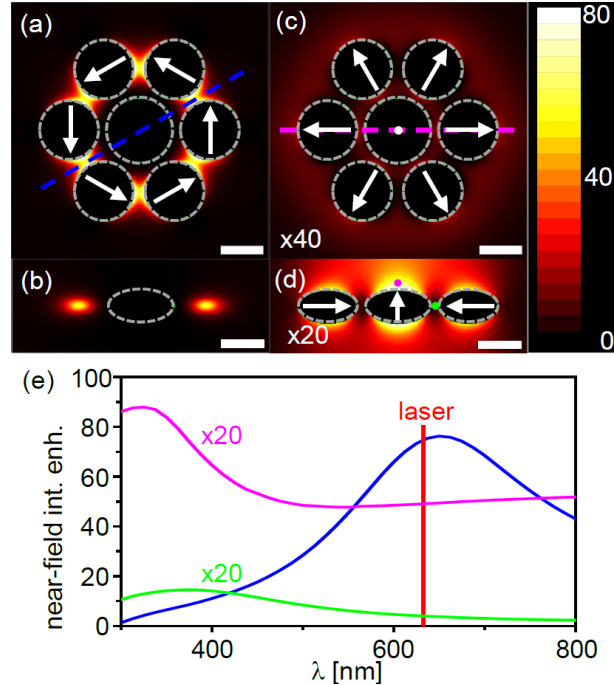 (a)
(c)
80
x40
(b)
(d)
x20
0
(e)
100
80
60
40
20
0
near-field int. enh.
laser
x20
x20
400
600
800
λ [nm]